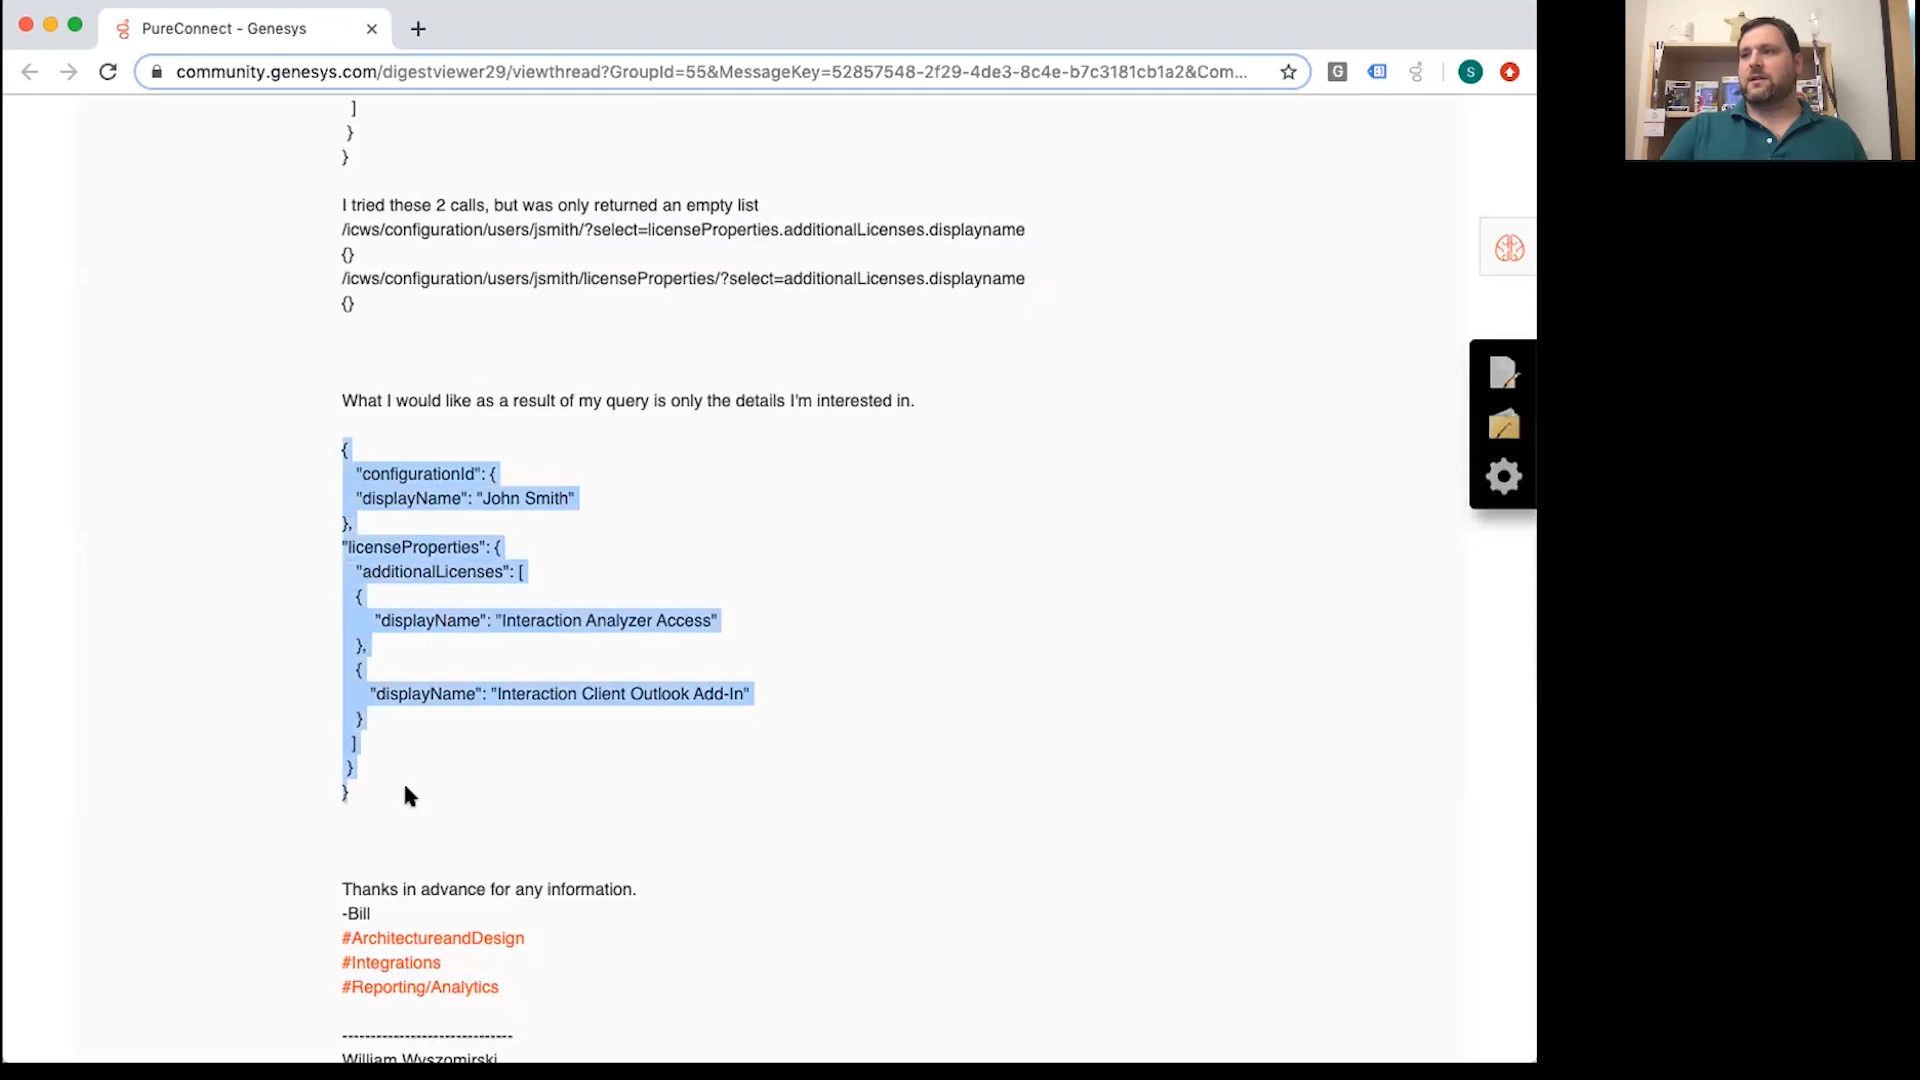 PureConnect - Genesys
community.genesys.com/digestviewer29/viewthread?GroupId=55&MessageKey=52857548-2f29-4de3-8c4e-b7c3181cb1a2&Com...
G
S
]
}
}
I tried these 2 calls, but was only returned an empty list
/icws/configuration/users/jsmith/?select=licenseProperties.additionalLicenses.displayname
{}
/icws/configuration/users/jsmith/licenseProperties/?select=additionalLicenses.displayname
{}
What I would like as a result of my query is only the details I'm interested in.
{
"configurationId": {
"displayName": "John Smith"
},
"licenseProperties": {
"additionalLicenses": [
{
"displayName": "Interaction Analyzer Access"
},
{
"displayName": "Interaction Client Outlook Add-In"
}
]
}
}
Thanks in advance for any information.
-Bill
#ArchitectureandDesign
#Integrations
#Reporting/Analytics
------------------------------
William Wyszomirski